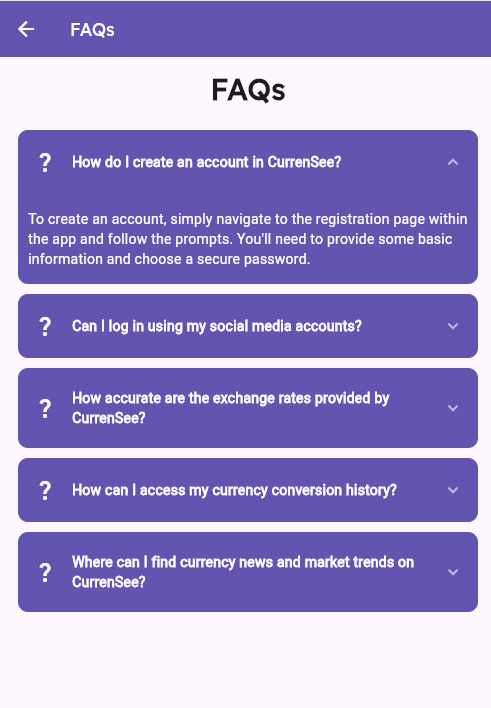 FAQs
FAQs
? How do I create an account in CurrenSee?
To create an account, simply navigate to the registration page within
the app and follow the prompts. You'll need to provide some basic
information and choose a secure password.
? Can I log in using my social media accounts?
? How accurate are the exchange rates provided by
CurrenSee?
? How can I access my currency conversion history?
? Where can I find currency news and market trends on
CurrenSee?